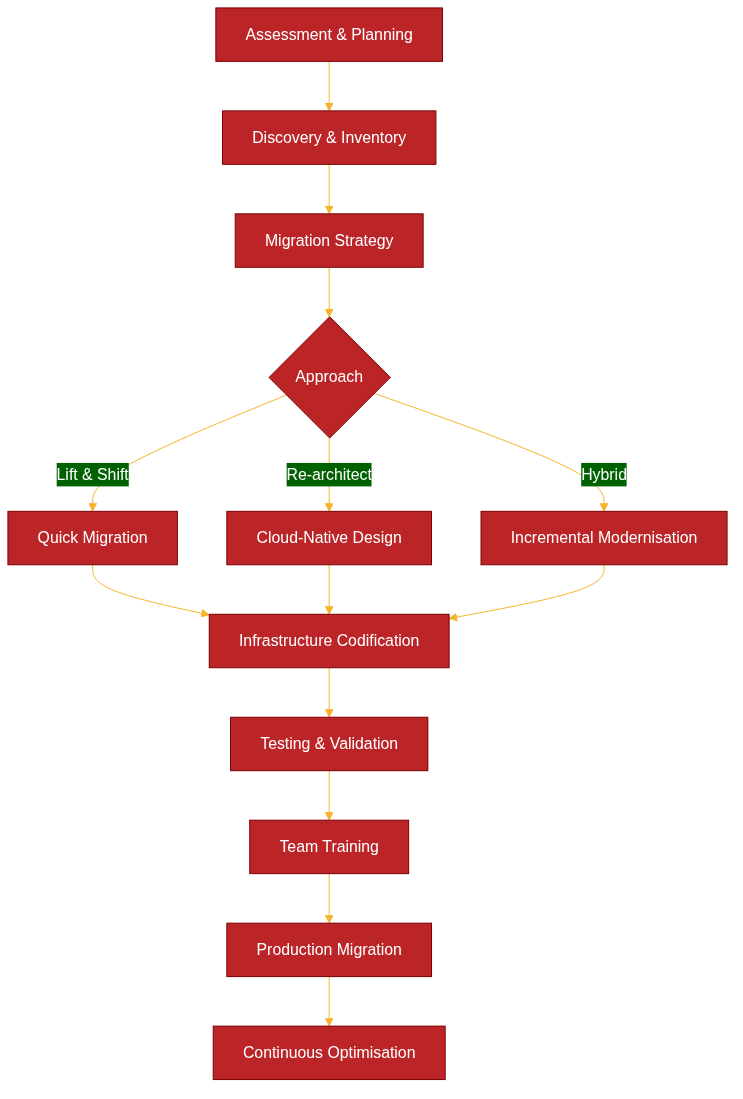 Assessment & Planning
Discovery & Inventory
Migration Strategy
Approach
Lift & Shift
Re-architect
Hybrid
Quick Migration
Cloud-Native Design
Incremental Modernisation
Infrastructure Codification
Testing & Validation
Team Training
Production Migration
Continuous Optimisation